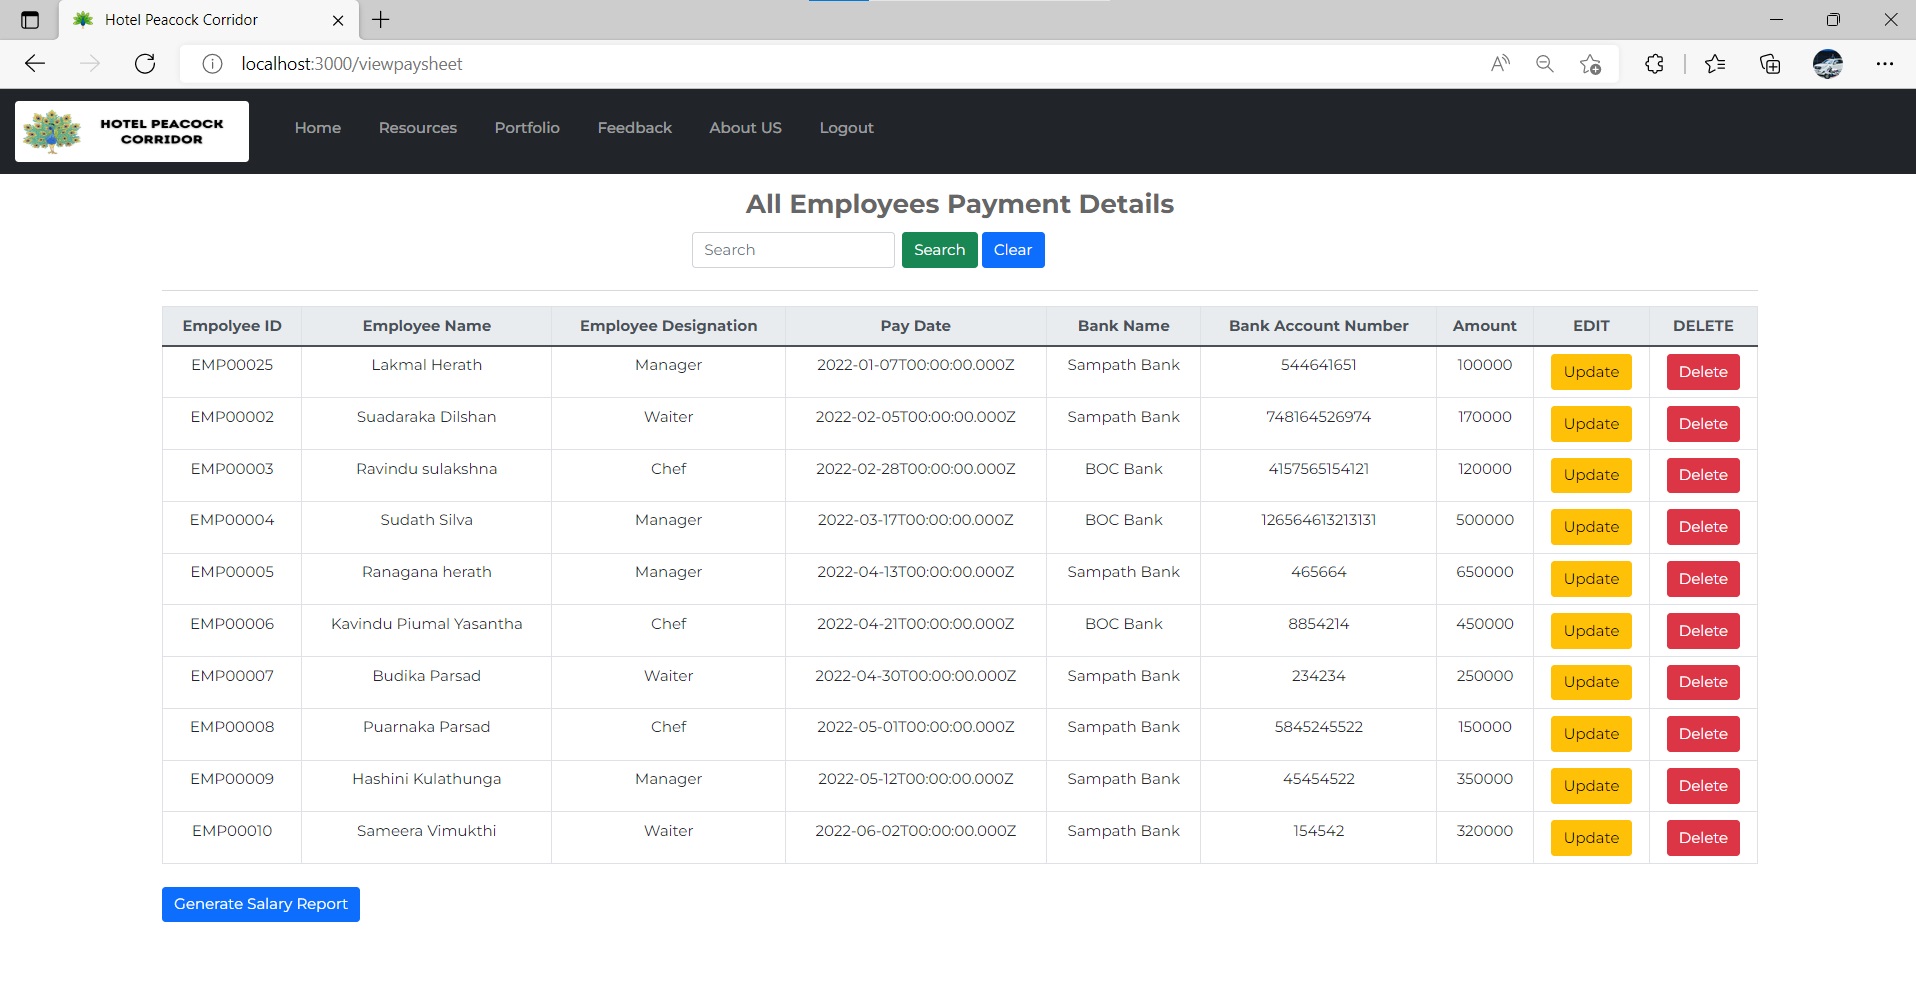 Hotel Peacock Corridor
localhost:3000/viewpaysheet
HOTEL PEACOCK
CORRIDOR
Home Resources Portfolio Feedback About US Logout
All Employees Payment Details
Search Search Clear
Empolyee ID Employee Name Employee Designation Pay Date Bank Name Bank Account Number Amount EDIT DELETE
EMP00025 Lakmal Herath Manager 2022-01-07T00:00:00.000Z Sampath Bank 544641651 100000 Update Delete
EMP00002 Suadaraka Dilshan Waiter 2022-02-05T00:00:00.000Z Sampath Bank 748164526974 170000 Update Delete
EMP00003 Ravindu sulakshna Chef 2022-02-28T00:00:00.000Z BOC Bank 4157565154121 120000 Update Delete
EMP00004 Sudath Silva Manager 2022-03-17T00:00:00.000Z BOC Bank 126564613213131 500000 Update Delete
EMP00005 Ranagana herath Manager 2022-04-13T00:00:00.000Z Sampath Bank 465664 650000 Update Delete
EMP00006 Kavindu Piumal Yasantha Chef 2022-04-21T00:00:00.000Z BOC Bank 8854214 450000 Update Delete
EMP00007 Budika Parsad Waiter 2022-04-30T00:00:00.000Z Sampath Bank 234234 250000 Update Delete
EMP00008 Puarnaka Parsad Chef 2022-05-01T00:00:00.000Z Sampath Bank 5845245522 150000 Update Delete
EMP00009 Hashini Kulathunga Manager 2022-05-12T00:00:00.000Z Sampath Bank 45454522 350000 Update Delete
EMP00010 Sameera Vimukthi Waiter 2022-06-02T00:00:00.000Z Sampath Bank 154542 320000 Update Delete
Generate Salary Report